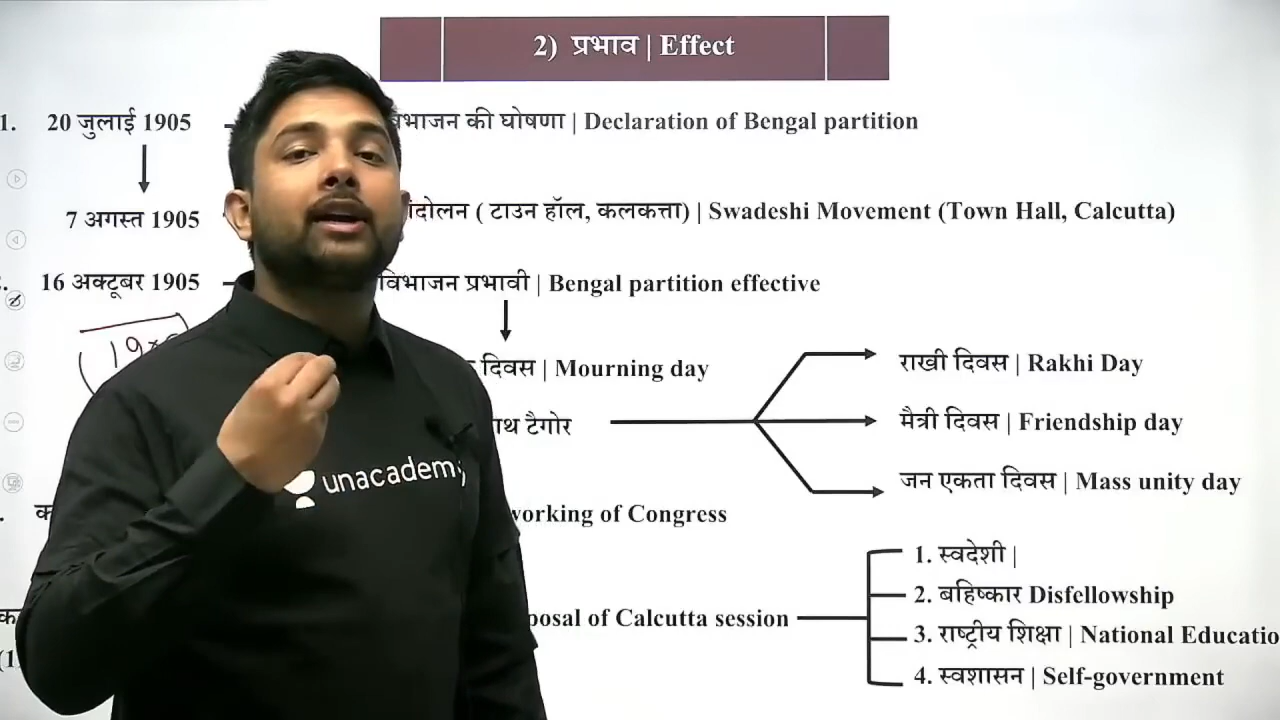 2) प्रभाव | Effect
1. 20 जुलाई 1905 विभाजन की घोषणा | Declaration of Bengal partition
7 अगस्त 1905 आंदोलन ( टाउन हॉल, कलकत्ता) | Swadeshi Movement (Town Hall, Calcutta)
16 अक्टूबर 1905 विभाजन प्रभावी | Bengal partition effective
दिवस | Mourning day
राखी दिवस | Rakhi Day
टैगोर
मैत्री दिवस | Friendship day
जन एकता दिवस | Mass unity day
working of Congress
posal of Calcutta session
1. स्वदेशी |
2. बहिष्कार Disfellowship
3. राष्ट्रीय शिक्षा | National Educatio
4. स्वशासन | Self-government
unacademy